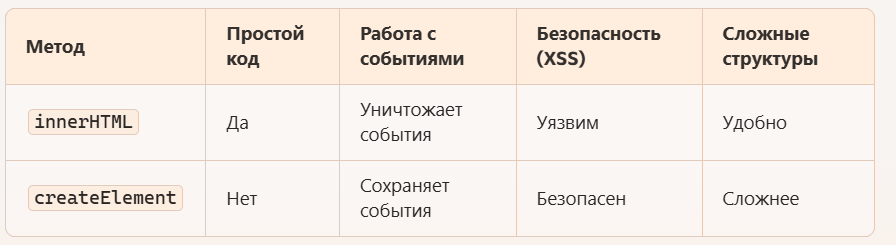 Метод
Простой
код
Работа с
событиями
Безопасность
(XSS)
Сложные
структуры
innerHTML
Да
Уничтожает
события
Уязвим
Удобно
createElement
Нет
Сохраняет
события
Безопасен
Сложнее